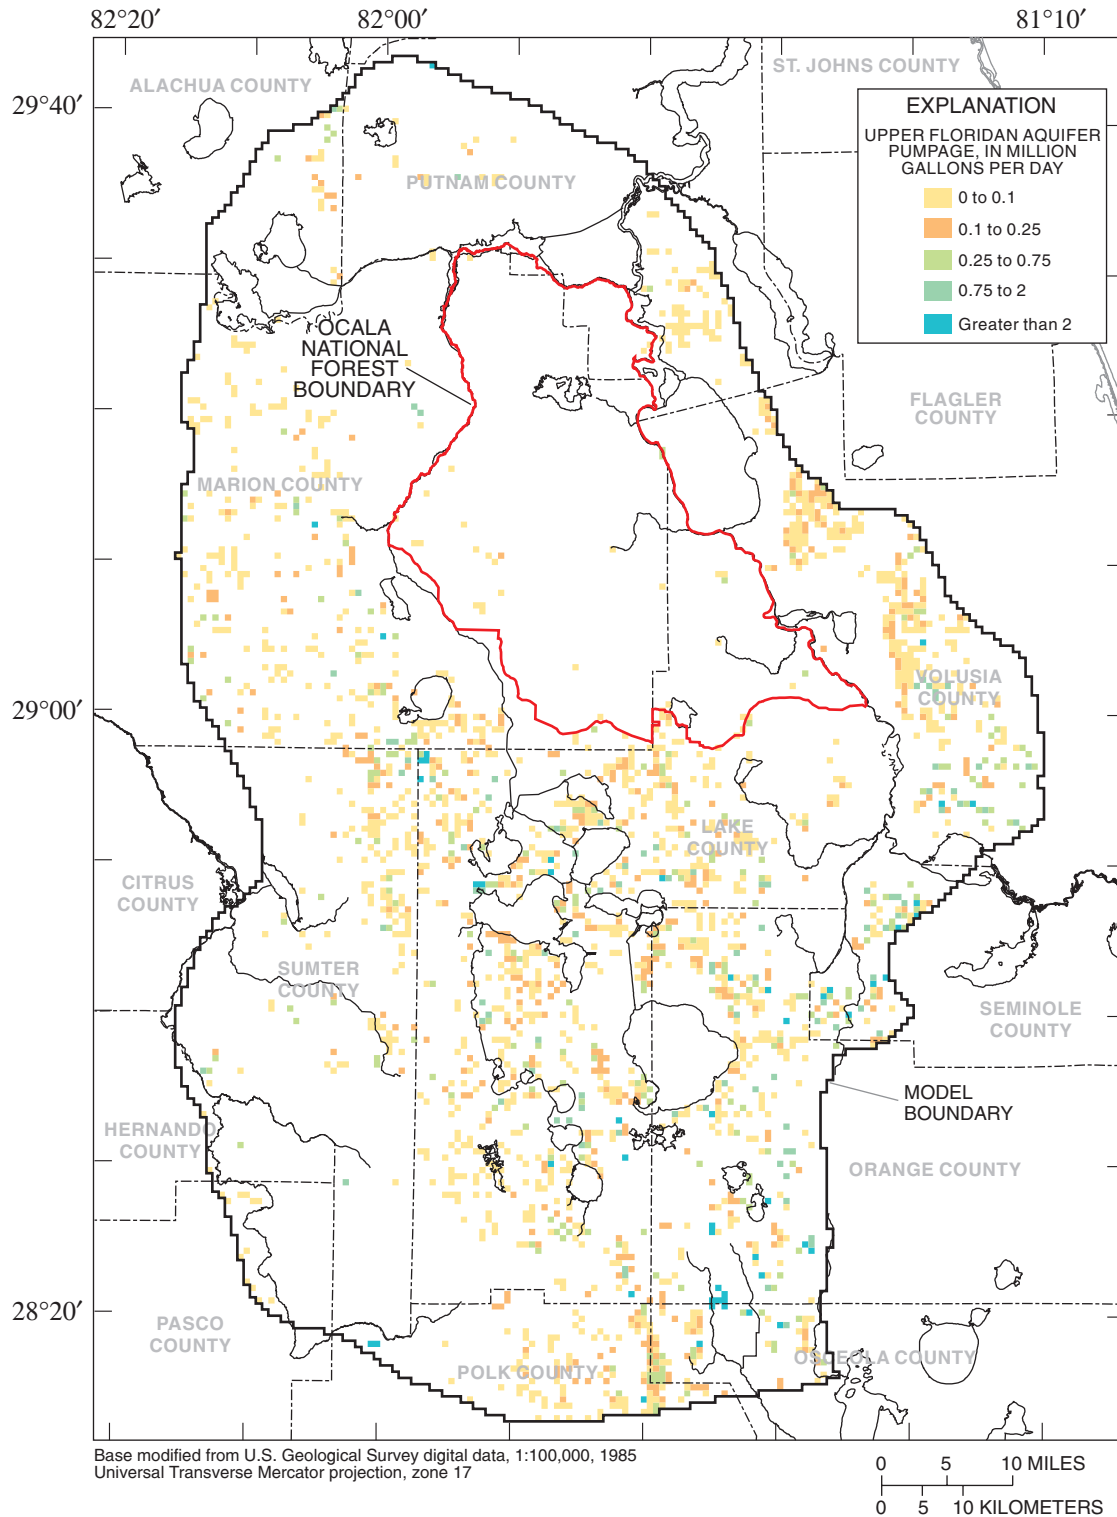 82°20′
82°00′
81°10′
29°40′
29°00′
28°20′
ALACHUA COUNTY
ST. JOHNS COUNTY
PUTNAM COUNTY
EXPLANATION
UPPER FLORIDAN AQUIFER
PUMPAGE, IN MILLION
GALLONS PER DAY
0 to 0.1
0.1 to 0.25
0.25 to 0.75
0.75 to 2
Greater than 2
OCALA
NATIONAL
FOREST
BOUNDARY
FLAGLER
COUNTY
MARION COUNTY
VOLUSIA
COUNTY
LAKE
COUNTY
CITRUS
COUNTY
SUMTER
COUNTY
SEMINOLE
COUNTY
MODEL
BOUNDARY
HERNANDO
COUNTY
ORANGE COUNTY
PASCO
COUNTY
POLK COUNTY
OSCEOLA COUNTY
Base modified from U.S. Geological Survey digital data, 1:100,000, 1985
Universal Transverse Mercator projection, zone 17
0 5 10 MILES
0 5 10 KILOMETERS